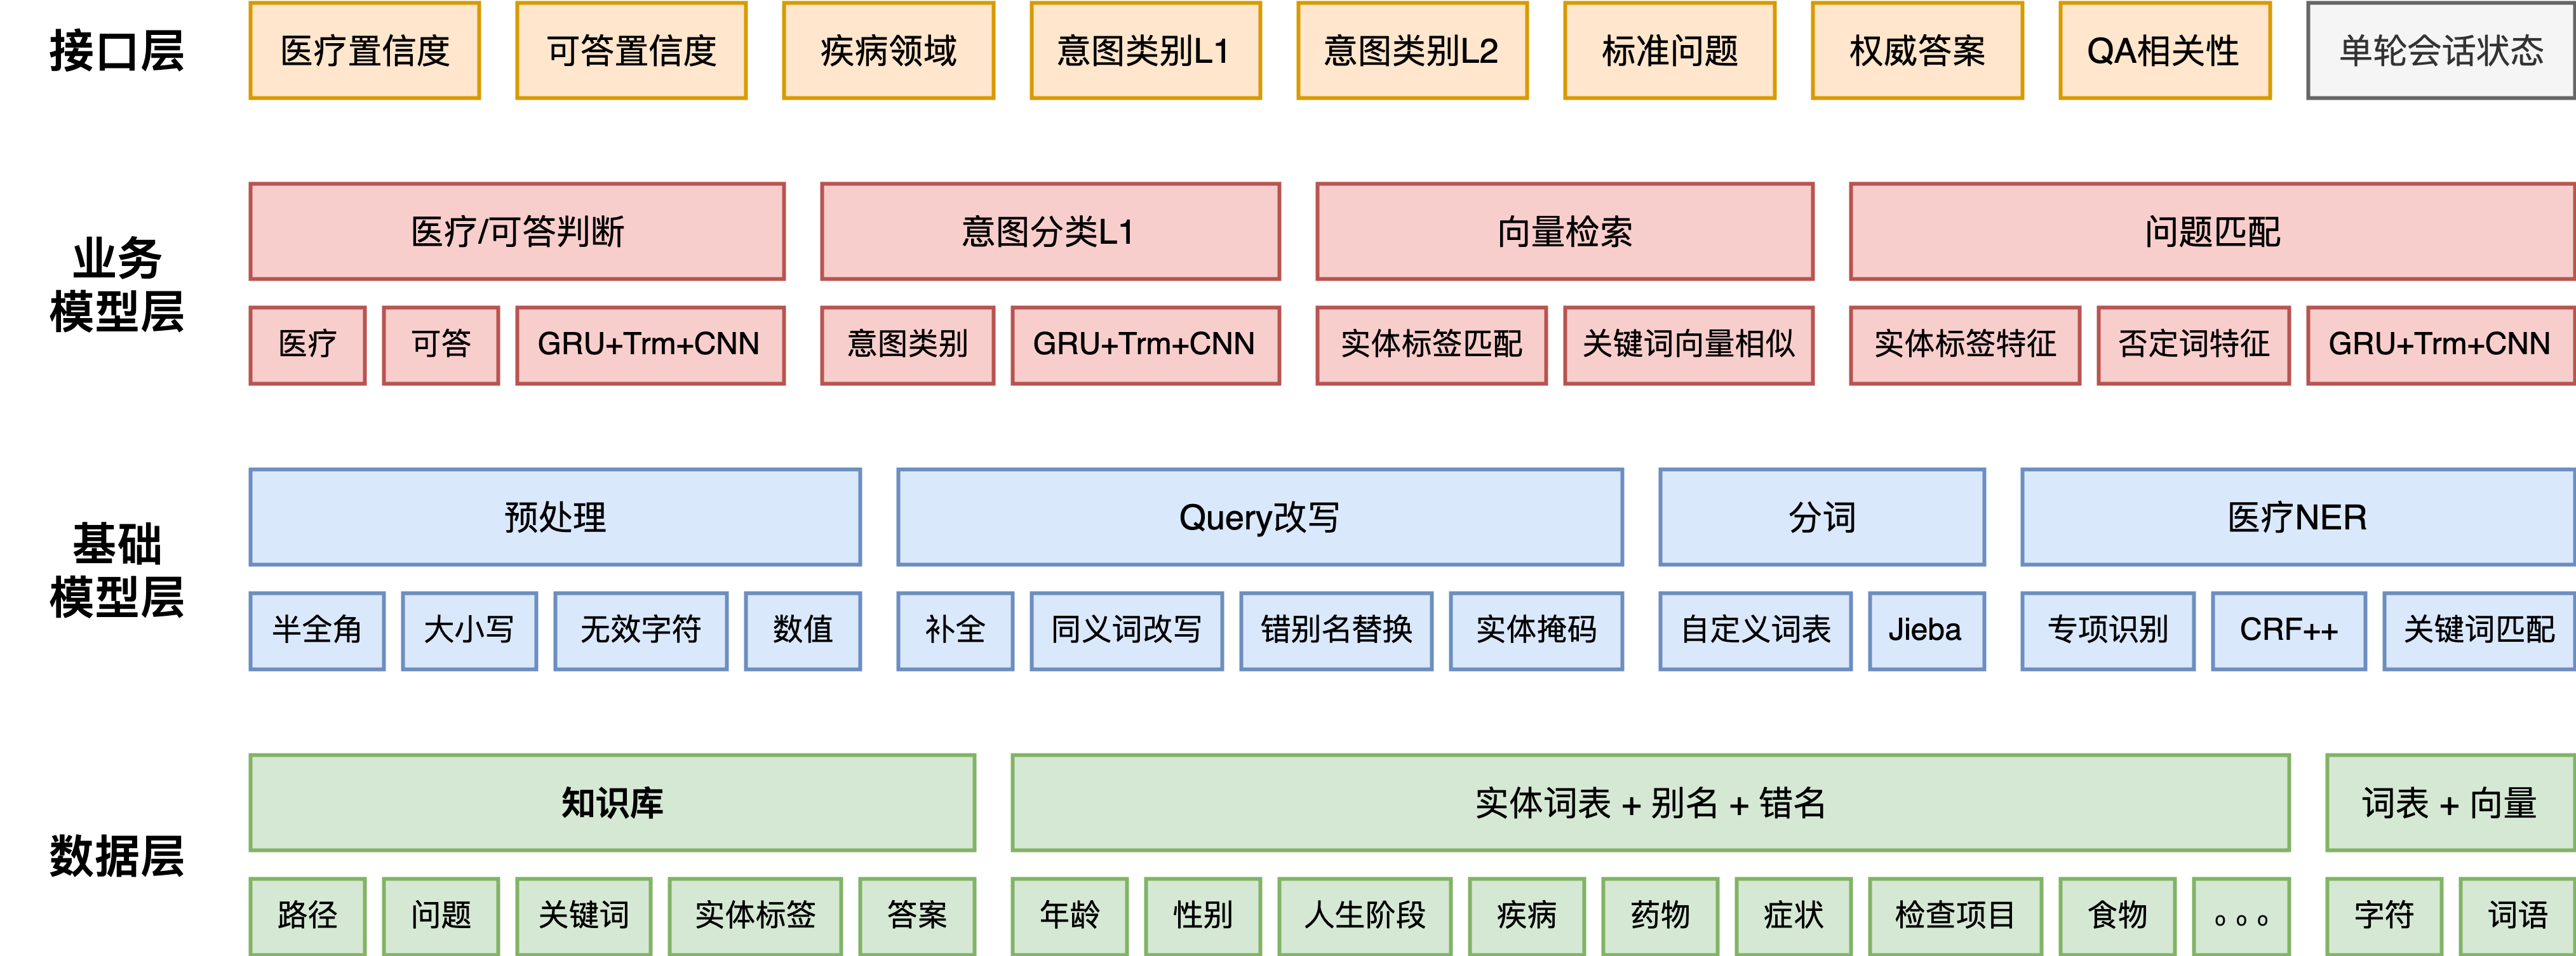 接口层
医疗置信度
可答置信度
疾病领域
意图类别L1
意图类别L2
标准问题
权威答案
QA相关性
单轮会话状态
业务
模型层
医疗/可答判断
意图分类L1
向量检索
问题匹配
医疗
可答
GRU+Trm+CNN
意图类别
GRU+Trm+CNN
实体标签匹配
关键词向量相似
实体标签特征
否定词特征
GRU+Trm+CNN
基础
模型层
预处理
Query改写
分词
医疗NER
半全角
大小写
无效字符
数值
补全
同义词改写
错别名替换
实体掩码
自定义词表
Jieba
专项识别
CRF++
关键词匹配
数据层
知识库
实体词表 + 别名 + 错名
词表 + 向量
路径
问题
关键词
实体标签
答案
年龄
性别
人生阶段
疾病
药物
症状
检查项目
食物
。。。
字符
词语